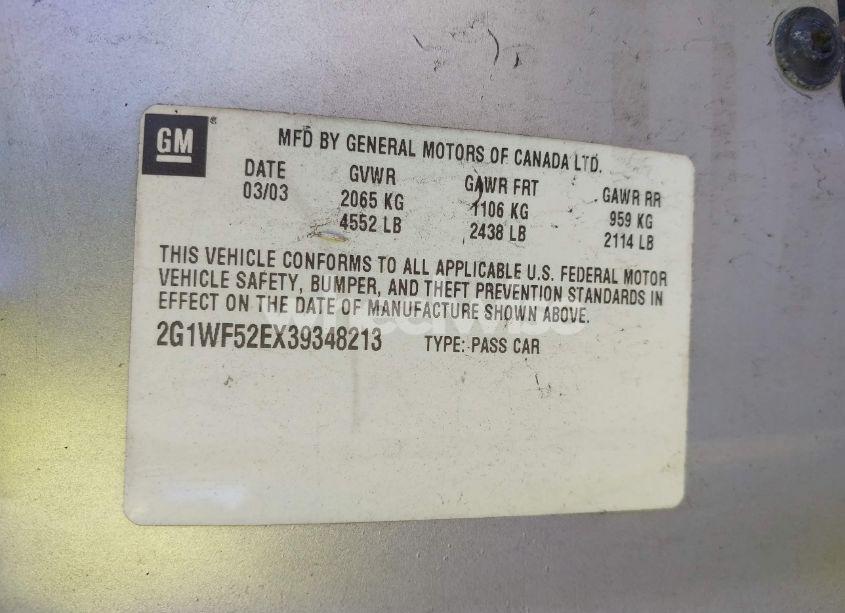 GM
MFD BY GENERAL MOTORS OF CANADA LTD.
DATE GVWR GAWR FRT GAWR RR
03/03 2065 KG 1106 KG 959 KG
4552 LB 2438 LB 2114 LB
THIS VEHICLE CONFORMS TO ALL APPLICABLE U.S. FEDERAL MOTOR
VEHICLE SAFETY, BUMPER, AND THEFT PREVENTION STANDARDS IN
EFFECT ON THE DATE OF MANUFACTURE SHOWN ABOVE.
2G1WF52EX39348213 TYPE: PASS CAR